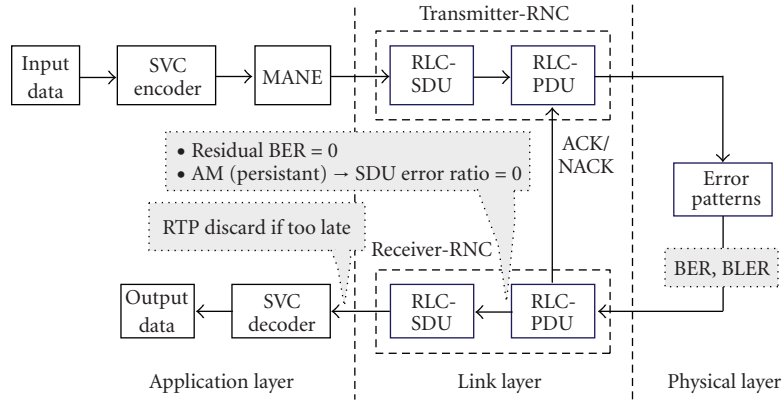 Transmitter-RNC
Input
data
SVC
encoder
MANE
RLC-
SDU
RLC-
PDU
• Residual BER = 0
• AM (persistant) → SDU error ratio = 0
ACK/
NACK
Error
patterns
RTP discard if too late
Receiver-RNC
BER, BLER
Output
data
SVC
decoder
RLC-
SDU
RLC-
PDU
Application layer
Link layer
Physical layer